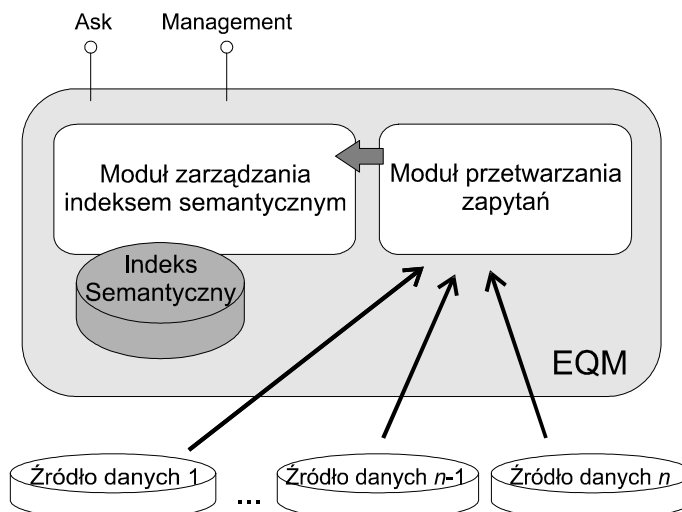 Ask Management
Moduł zarządzania
indeksem semantycznym
Moduł przetwarzania
zapytań
Indeks
Semantyczny
EQM
Źródło danych 1
...
Źródło danych n-1
Źródło danych n